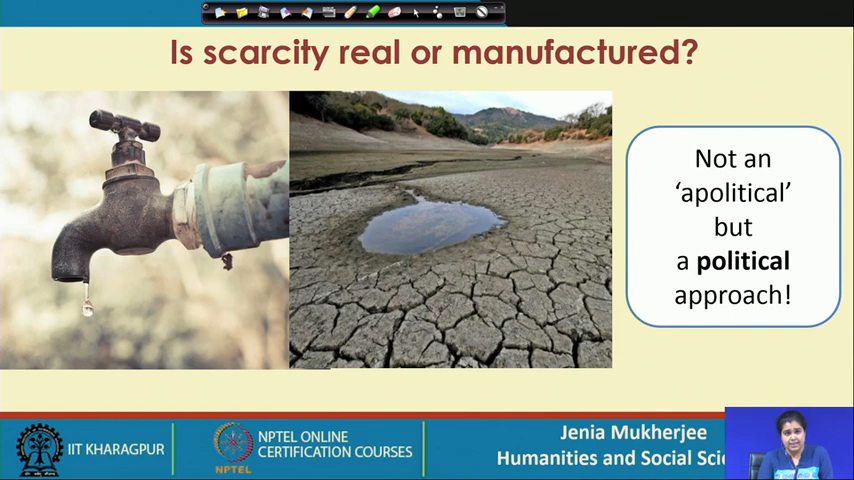 Is scarcity real or manufactured?
Not an
‘apolitical’
but
a political
approach!
IIT KHARAGPUR
NPTEL
NPTEL ONLINE
CERTIFICATION COURSES
Jenia Mukherjee
Humanities and Social